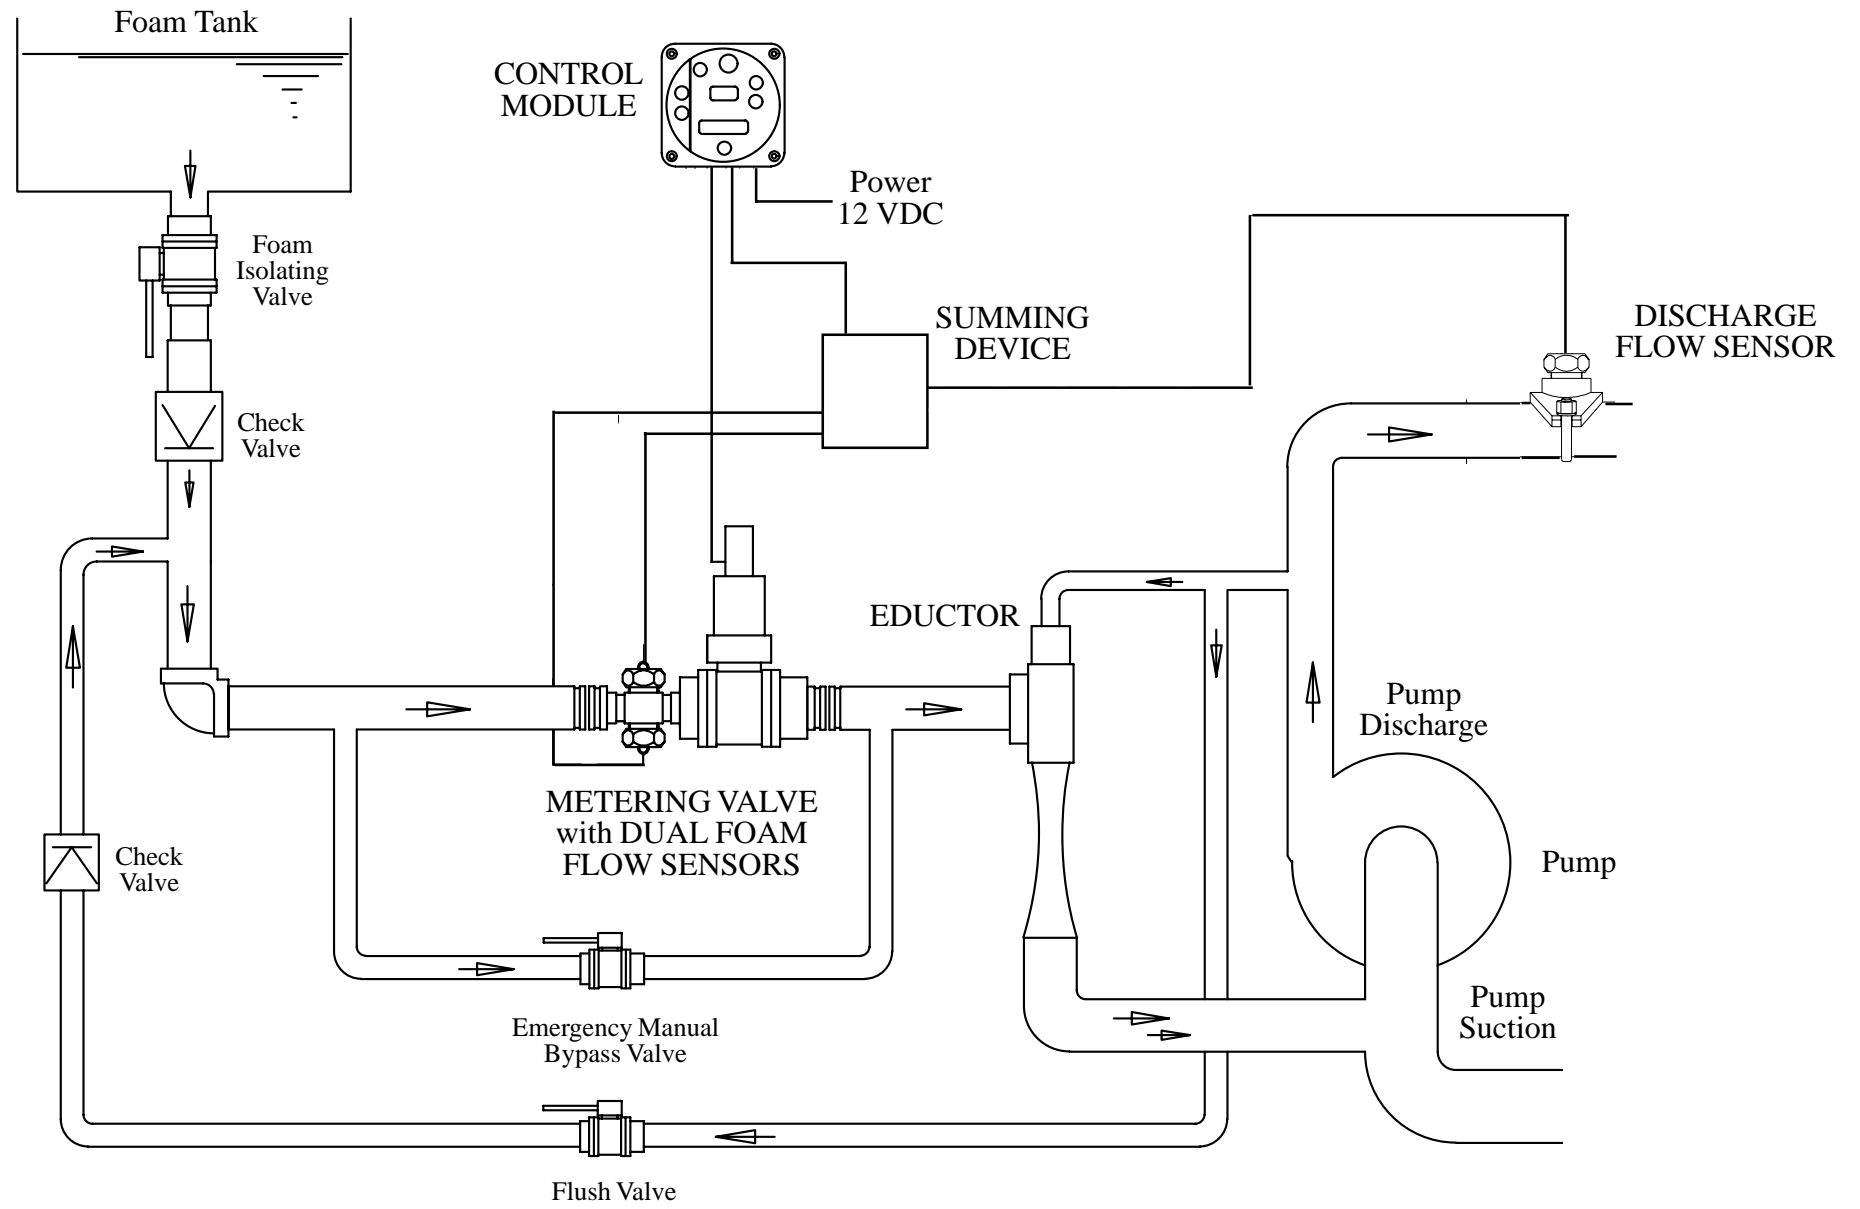 Foam Tank
CONTROL
MODULE
Power
12 VDC
Foam
Isolating
Valve
SUMMING
DEVICE
DISCHARGE
FLOW SENSOR
Check
Valve
EDUCTOR
Pump
Discharge
METERING VALVE
with DUAL FOAM
FLOW SENSORS
Check
Valve
Pump
Pump
Suction
Emergency Manual
Bypass Valve
Flush Valve